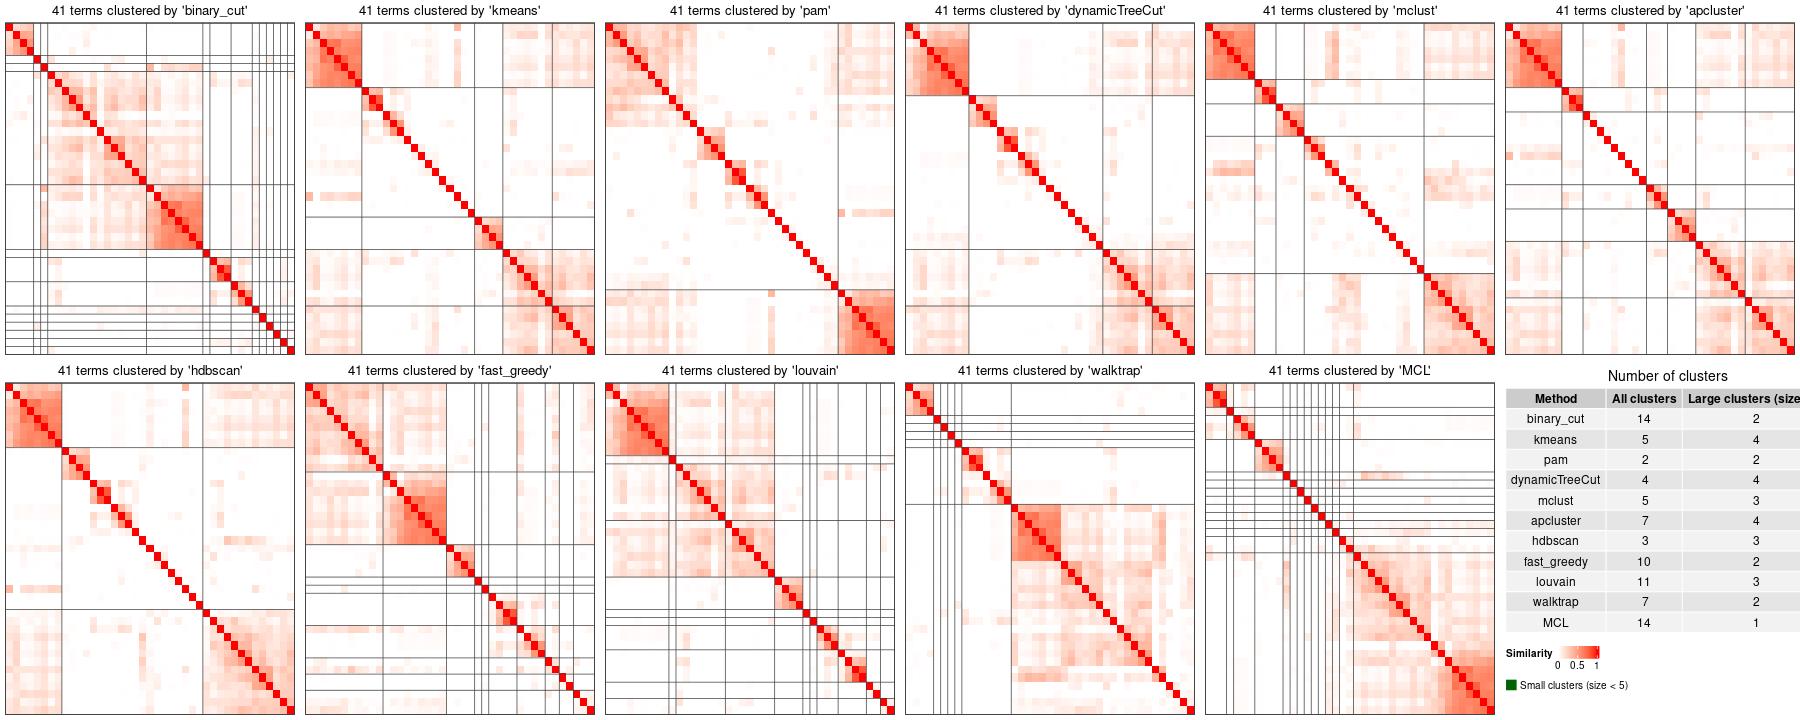 41 terms clustered by 'binary_cut'
41 terms clustered by 'kmeans'
41 terms clustered by 'pam'
41 terms clustered by 'dynamicTreeCut'
41 terms clustered by 'mclust'
41 terms clustered by 'apcluster'
41 terms clustered by 'hdbscan'
41 terms clustered by 'fast_greedy'
41 terms clustered by 'louvain'
41 terms clustered by 'walktrap'
41 terms clustered by 'MCL'
Number of clusters
Method All clusters Large clusters (size
binary_cut 14 2
kmeans 5 4
pam 2 2
dynamicTreeCut 4 4
mclust 5 3
apcluster 7 4
hdbscan 3 3
fast_greedy 10 2
louvain 11 3
walktrap 7 2
MCL 14 1
Similarity
0 0.5 1
Small clusters (size < 5)